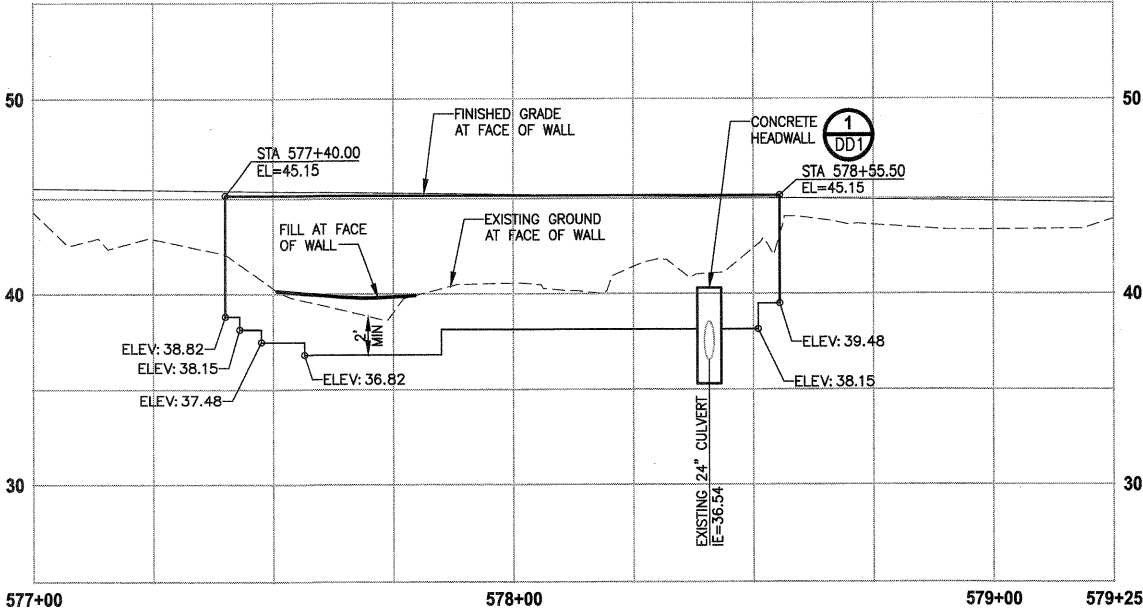 50
50
FINISHED GRADE
AT FACE OF WALL
CONCRETE
HEADWALL
1
DD1
STA 577+40.00
EL=45.15
STA 578+55.50
EL=45.15
FILL AT FACE
OF WALL
EXISTING GROUND
AT FACE OF WALL
40
40
2'
MIN
ELEV: 38.82
ELEV: 38.15
ELEV: 37.48
ELEV: 36.82
ELEV: 39.48
ELEV: 38.15
EXISTING 24" CULVERT
IE=36.54
30
30
577+00
578+00
579+00
579+25